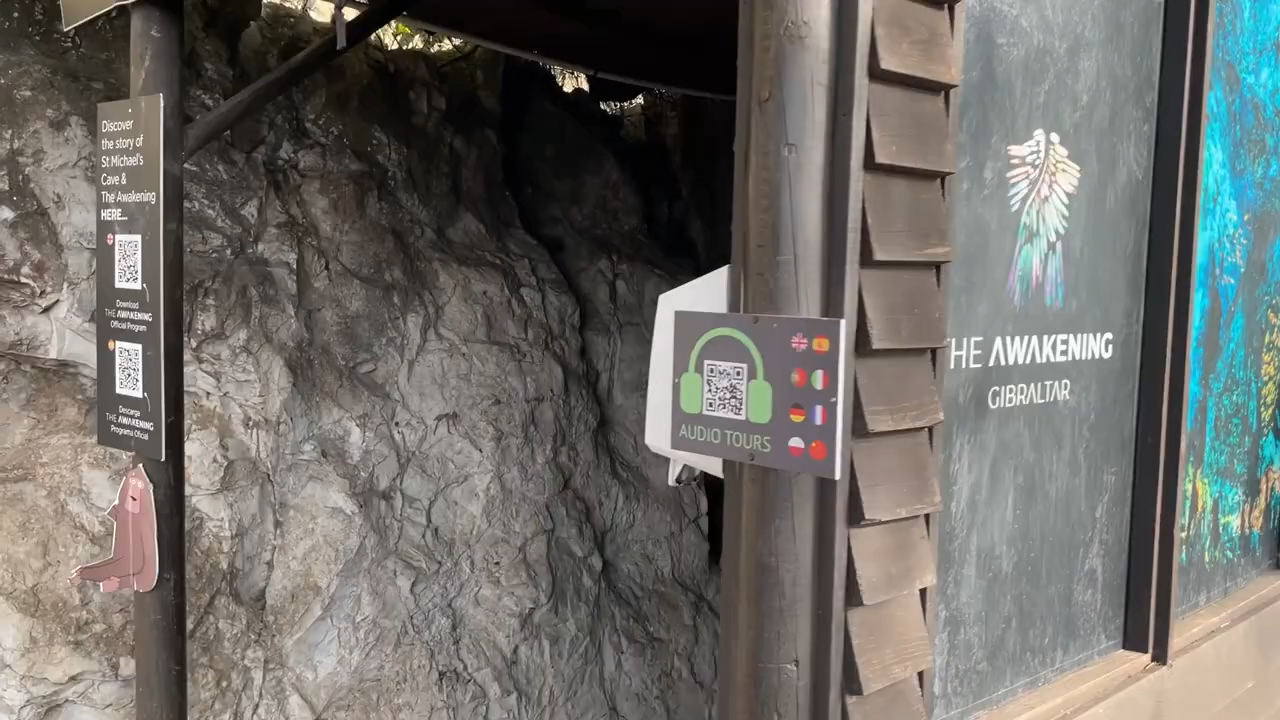 Discover
the story of
St Michael's
Cave &
The Awakening
HERE...
Download
THE AWAKENING
Official Program
Descarga
THE AWAKENING
Programa Oficial
AUDIO TOURS
THE AWAKENING
GIBRALTAR